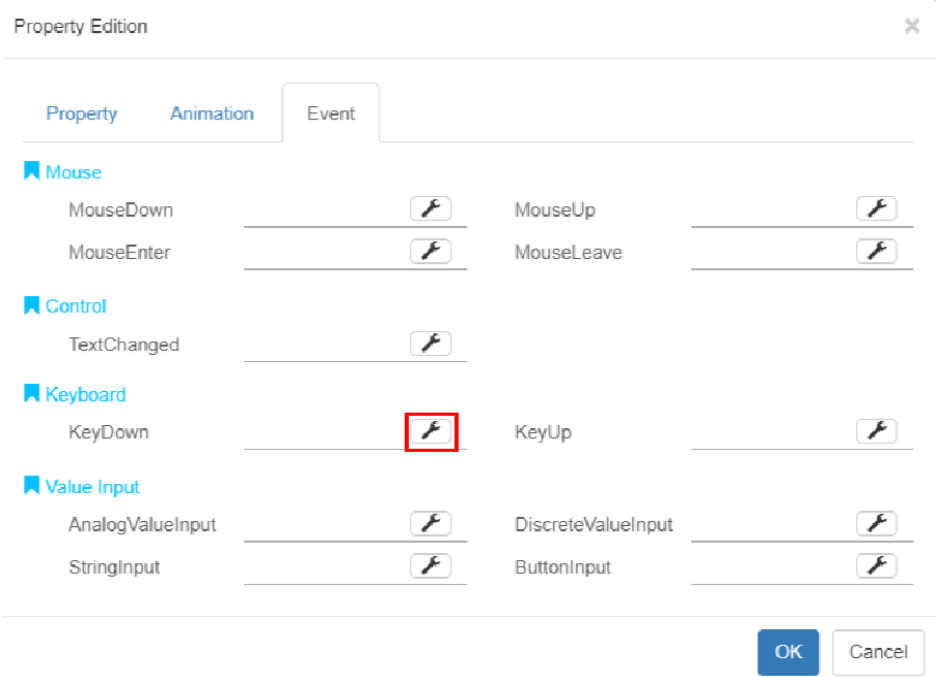 Property Edition ×
Property Animation Event
Mouse
MouseDown MouseUp
MouseEnter MouseLeave
Control
TextChanged
Keyboard
KeyDown KeyUp
Value Input
AnalogValueInput DiscreteValueInput
StringInput ButtonInput
OK Cancel